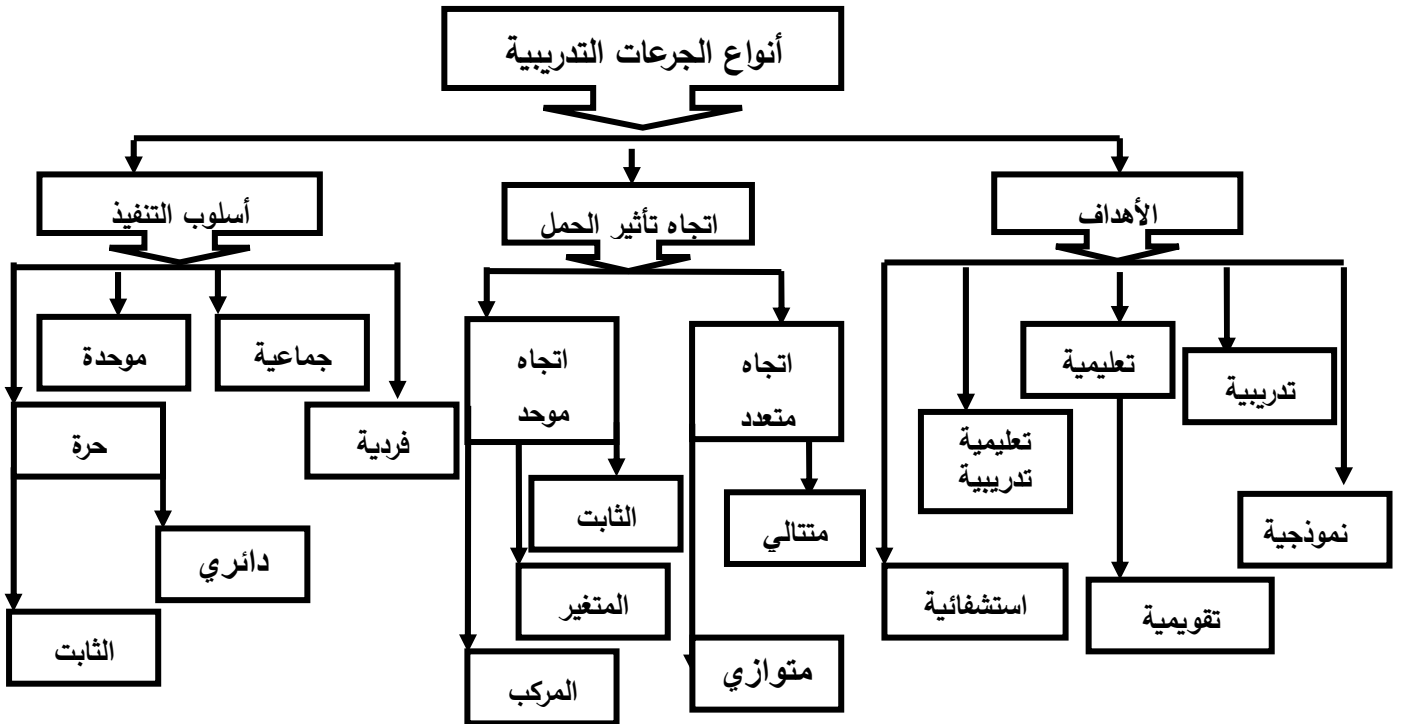 أنواع الجرعات التدريبية
الأهداف
اتجاه تأثير الحمل
أسلوب التنفيذ
نموذجية
تدريبية
تعليمية
تقويمية
تعليمية
تدريبية
استشفائية
اتجاه
متعدد
متتالي
متوازي
اتجاه
موحد
الثابت
المتغير
المركب
فردية
جماعية
موحدة
حرة
دائري
الثابت